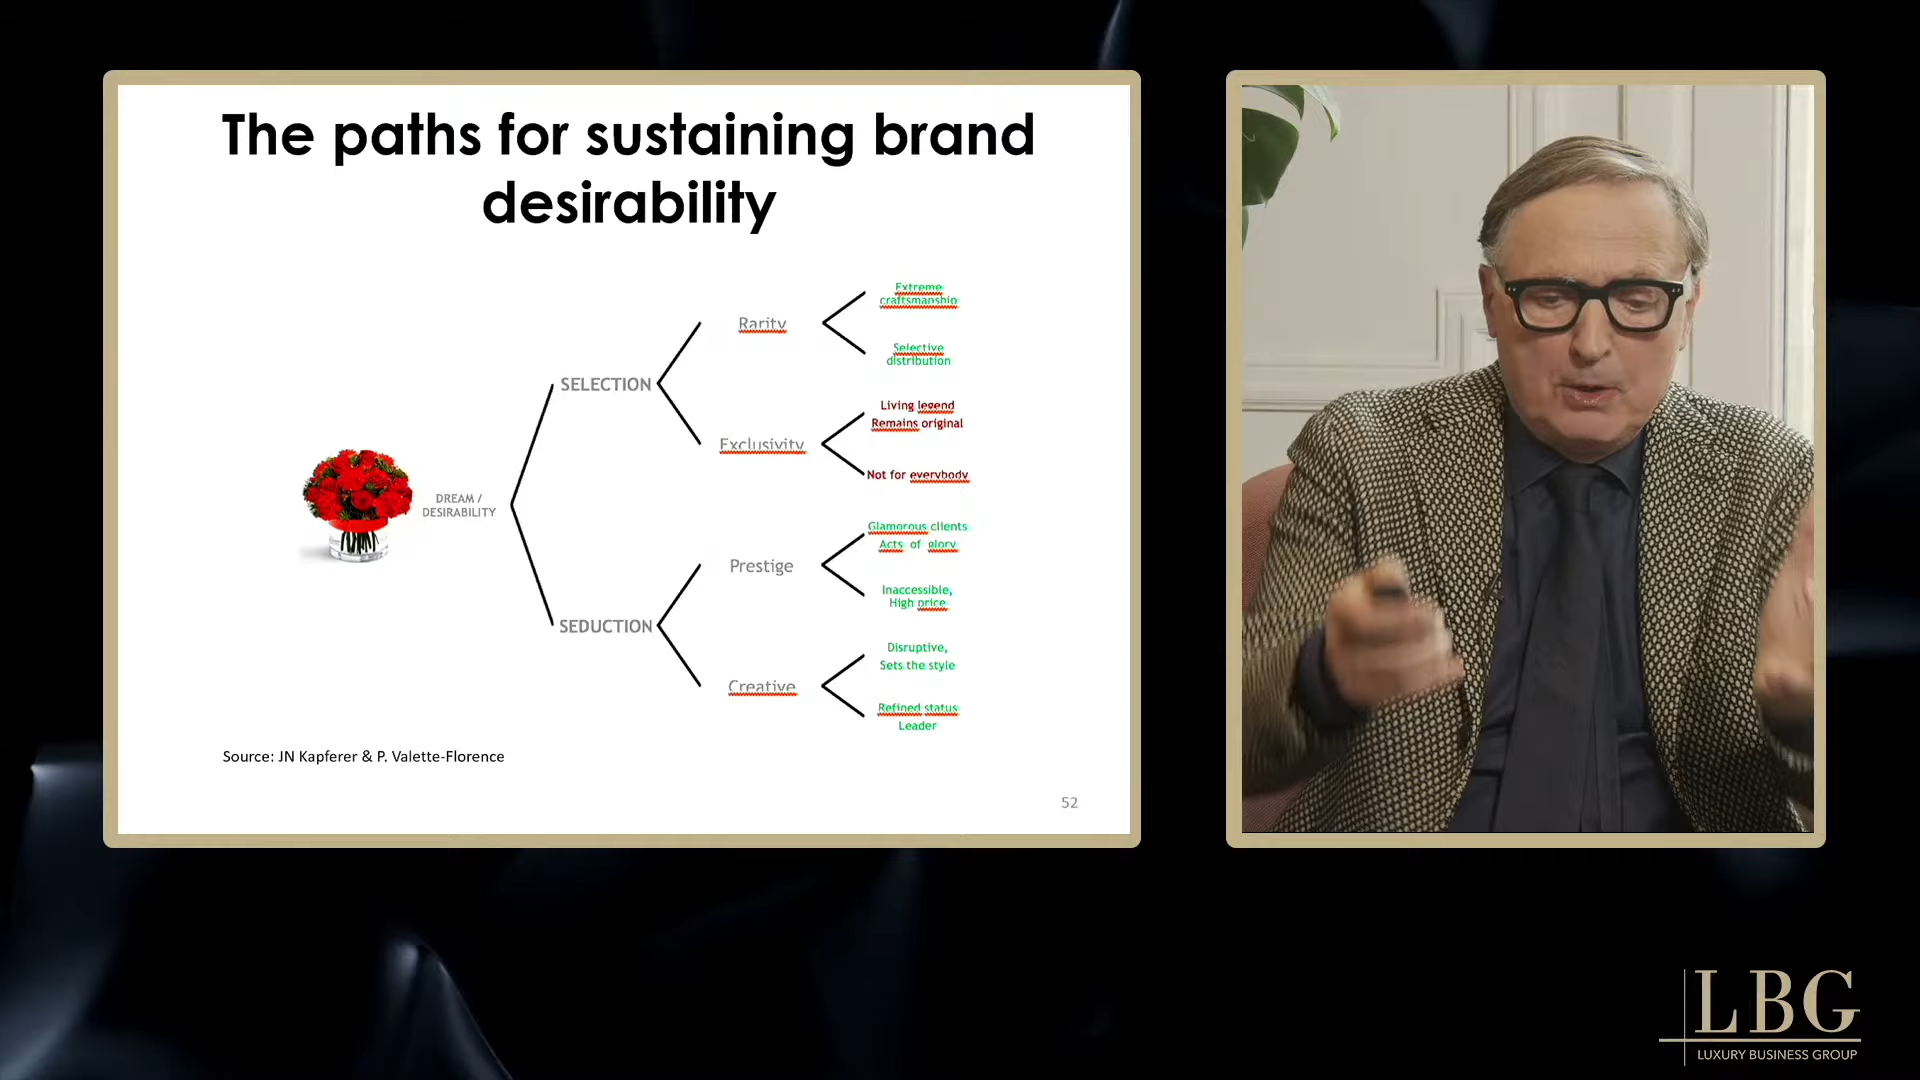 The paths for sustaining brand
desirability
Extreme
craftsmanship
Rarity
Selective
distribution
SELECTION
Living legend
Remains original
Exclusivity
Not for everybody
DREAM /
DESIRABILITY
Glamorous clients
Acts of glory
Prestige
Inaccessible,
High price
SEDUCTION
Disruptive,
Sets the style
Creative
Refined status
Leader
Source: JN Kapferer & P. Valette-Florence
52
LBG
LUXURY BUSINESS GROUP